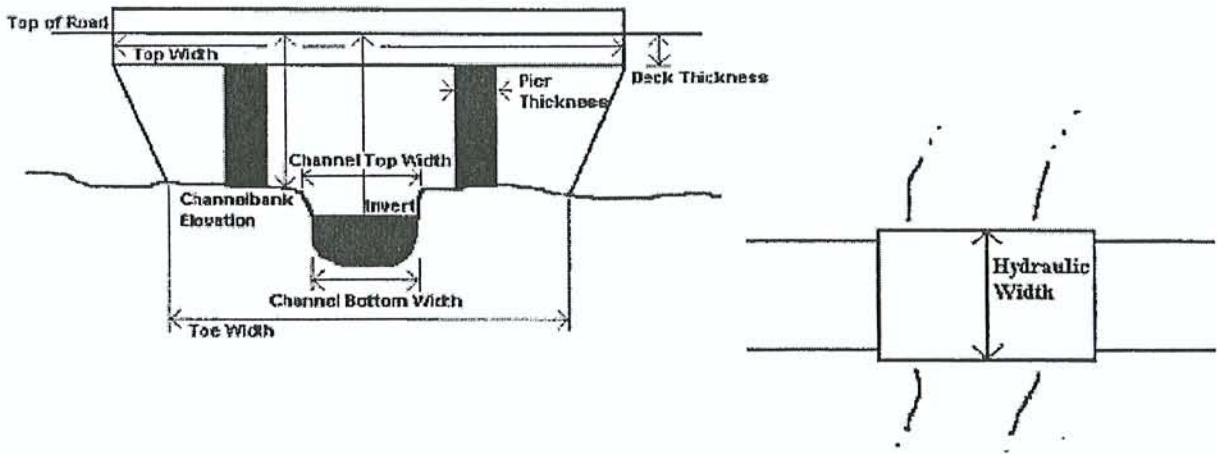 Top of Road
Top Width
Deck Thickness
Pier
Thickness
Channel Top Width
Channelbank
Elevation
Invert
Channel Bottom Width
Toe Width
Hydraulic
Width